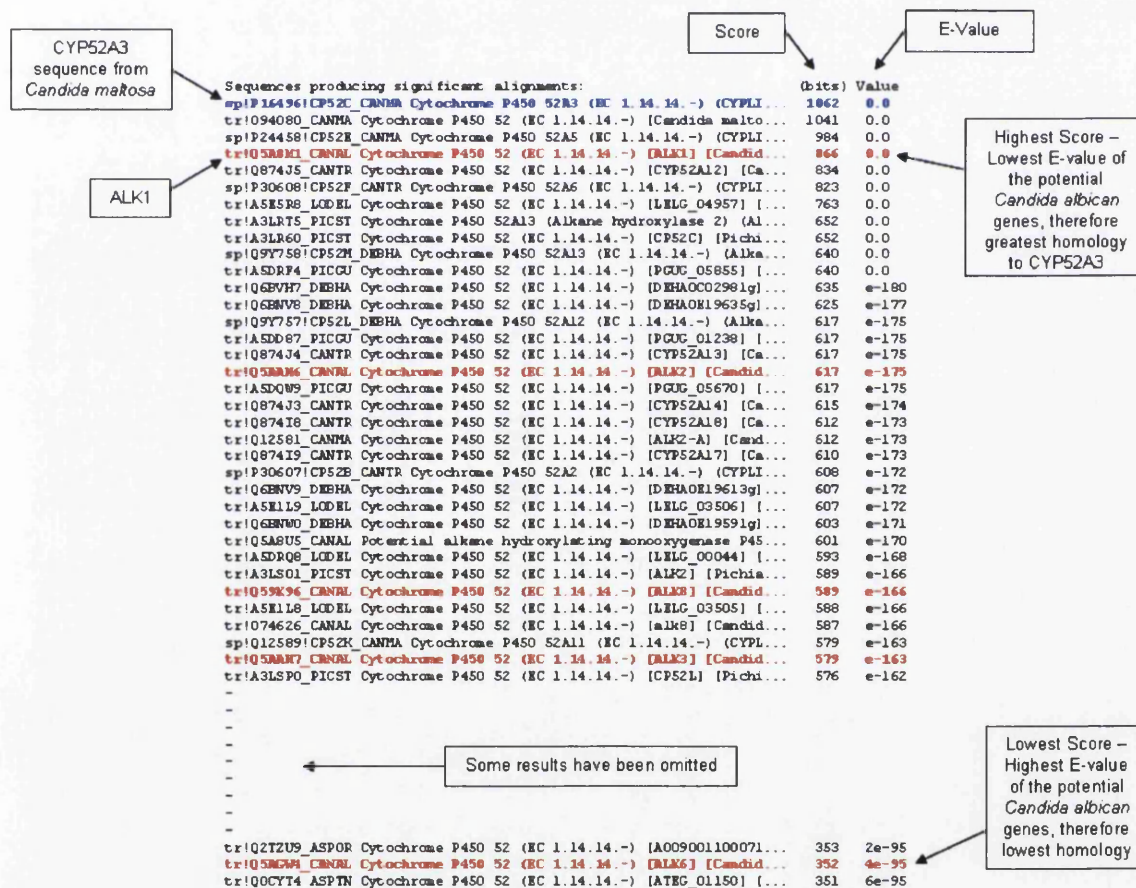 Score
E-Value
CYP52A3
sequence from
Candida maltosa
Sequences producing significant alignments: (bits) Value
sp!P16496!CP52C_CANMA Cytochrome P450 52A3 (EC 1.14.14.-) (CYPLI... 1062 0.0
tr!O94080_CANMA Cytochrome P450 52 (EC 1.14.14.-) [Candida malto... 1041 0.0
sp!P24458!CP52E_CANMA Cytochrome P450 52A5 (EC 1.14.14.-) (CYPLI... 984 0.0
tr!Q5A8M1_CANAL Cytochrome P450 52 (EC 1.14.14.-) [ALK1] [Candid... 866 0.0
tr!Q874J5_CANTR Cytochrome P450 52 (EC 1.14.14.-) [CYP52A12] [Ca... 834 0.0
sp!P30608!CP52F_CANTR Cytochrome P450 52A6 (EC 1.14.14.-) (CYPLI... 823 0.0
tr!A5E5R8_LODEL Cytochrome P450 52 (EC 1.14.14.-) [LELG_04957] [... 763 0.0
tr!A3LRT5_PICST Cytochrome P450 52A13 (Alkane hydroxylase 2) (Al... 652 0.0
tr!A3LR60_PICST Cytochrome P450 52 (EC 1.14.14.-) [CP52C] [Pichi... 652 0.0
sp!Q9Y758!CP52M_DEBHA Cytochrome P450 52A13 (EC 1.14.14.-) (Alka... 640 0.0
tr!A5DRF4_PICGU Cytochrome P450 52 (EC 1.14.14.-) [PGUG_05855] [... 640 0.0
tr!Q6BVH7_DEBHA Cytochrome P450 52 (EC 1.14.14.-) [DEHA0C02981g] [... 635 e-180
tr!Q6BNV8_DEBHA Cytochrome P450 52 (EC 1.14.14.-) [DEHA0E19635g] [... 625 e-177
sp!Q9Y757!CP52L_DEBHA Cytochrome P450 52A12 (EC 1.14.14.-) (Alka... 617 e-175
tr!A5DD87_PICGU Cytochrome P450 52 (EC 1.14.14.-) [PGUG_01238] [... 617 e-175
tr!Q874J4_CANTR Cytochrome P450 52 (EC 1.14.14.-) [CYP52A13] [Ca... 617 e-175
tr!Q5AAH6_CANAL Cytochrome P450 52 (EC 1.14.14.-) [ALK2] [Candid... 617 e-175
tr!A5DQW9_PICGU Cytochrome P450 52 (EC 1.14.14.-) [PGUG_05670] [... 617 e-175
tr!Q874J3_CANTR Cytochrome P450 52 (EC 1.14.14.-) [CYP52A14] [Ca... 615 e-174
tr!Q874I8_CANTR Cytochrome P450 52 (EC 1.14.14.-) [CYP52A18] [Ca... 612 e-173
tr!Q12581_CANMA Cytochrome P450 52 (EC 1.14.14.-) [ALK2-A] [Cand... 612 e-173
tr!Q874I9_CANTR Cytochrome P450 52 (EC 1.14.14.-) [CYP52A17] [Ca... 610 e-173
sp!P30607!CP52B_CANTR Cytochrome P450 52A2 (EC 1.14.14.-) (CYPLI... 608 e-172
tr!Q6BNV9_DEBHA Cytochrome P450 52 (EC 1.14.14.-) [DEHA0E19613g] [... 607 e-172
tr!A5E1L9_LODEL Cytochrome P450 52 (EC 1.14.14.-) [LELG_03506] [... 607 e-172
tr!Q6BNW0_DEBHA Cytochrome P450 52 (EC 1.14.14.-) [DEHA0E19591g] [... 603 e-171
tr!Q5A8U5_CANAL Potential alkane hydroxylating monooxygenase P45... 601 e-170
tr!A5DRQ8_LODEL Cytochrome P450 52 (EC 1.14.14.-) [LELG_00044] [... 593 e-168
tr!A3LS01_PICST Cytochrome P450 52 (EC 1.14.14.-) [ALK2] [Pichia... 589 e-166
tr!Q59K96_CANAL Cytochrome P450 52 (EC 1.14.14.-) [ALK8] [Candid... 589 e-166
tr!A5E1L8_LODEL Cytochrome P450 52 (EC 1.14.14.-) [LELG_03505] [... 588 e-166
tr!O74626_CANAL Cytochrome P450 52 (EC 1.14.14.-) [alk8] [Candid... 587 e-166
sp!Q12589!CP52K_CANMA Cytochrome P450 52A11 (EC 1.14.14.-) (CYPL... 579 e-163
tr!Q5AAH7_CANAL Cytochrome P450 52 (EC 1.14.14.-) [ALK3] [Candid... 579 e-163
tr!A3LSP0_PICST Cytochrome P450 52 (EC 1.14.14.-) [CP52L] [Pichi... 576 e-162
ALK1
Highest Score –
Lowest E-value of
the potential
Candida albican
genes, therefore
greatest homology
to CYP52A3
Some results have been omitted
tr!Q2TZU9_ASPOR Cytochrome P450 52 (EC 1.14.14.-) [AO09001100071... 353 2e-95
tr!Q5AGW4_CANAL Cytochrome P450 52 (EC 1.14.14.-) [ALK6] [Candid... 352 4e-95
tr!Q0CYT4_ASPTN Cytochrome P450 52 (EC 1.14.14.-) [ATEG_01150] [... 351 6e-95
Lowest Score –
Highest E-value
of the potential
Candida albican
genes, therefore
lowest homology